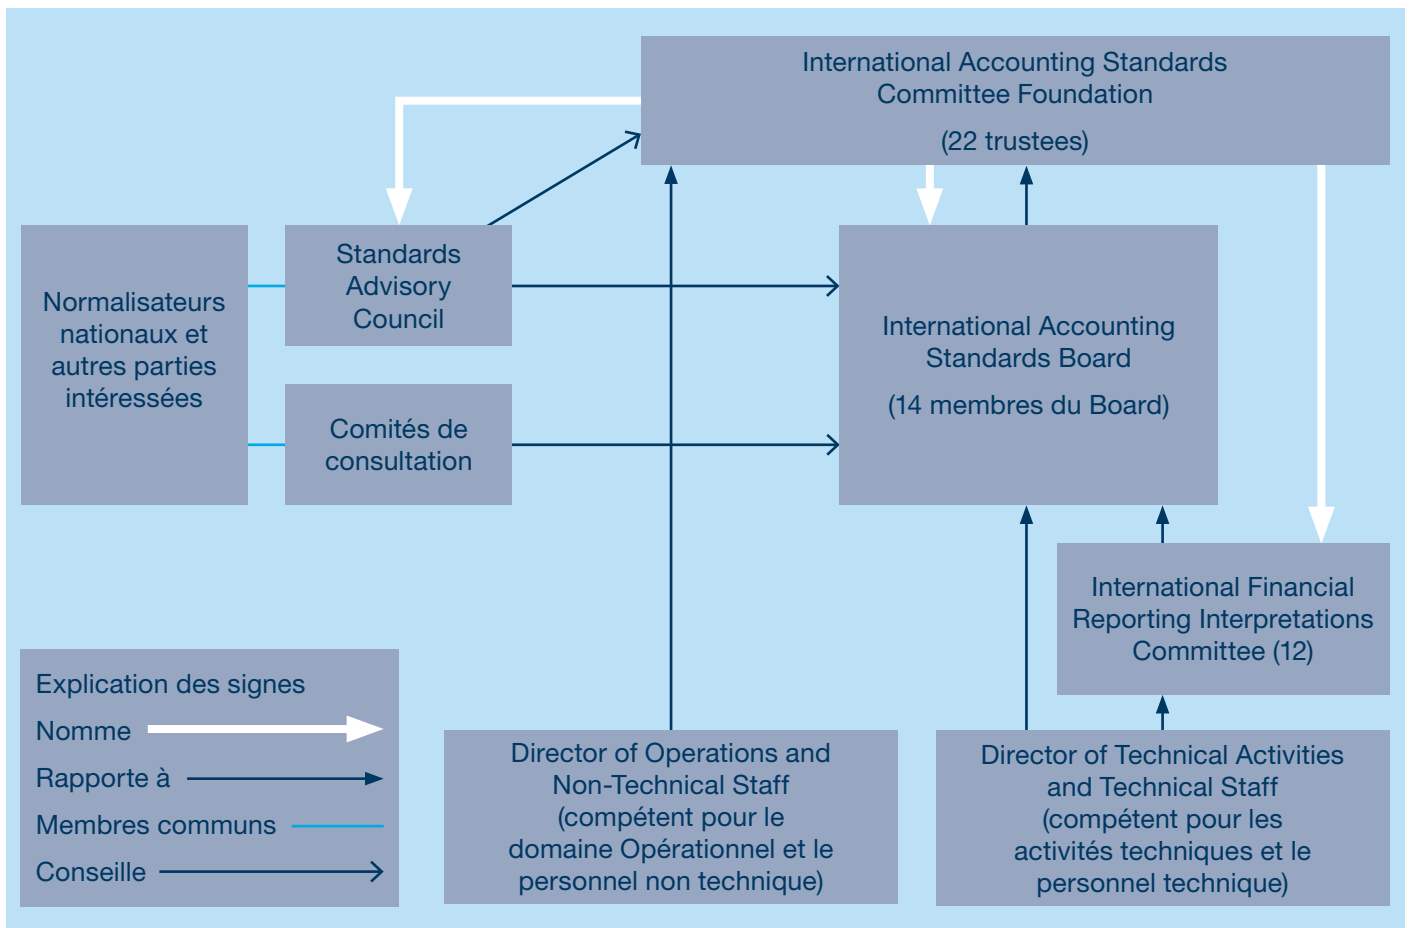 International Accounting Standards
Committee Foundation
(22 trustees)
Normalisateurs
nationaux et
autres parties
intéressées
Standards
Advisory
Council
Comités de
consultation
International Accounting
Standards Board
(14 membres du Board)
International Financial
Reporting Interpretations
Committee (12)
Explication des signes
Nomme
Rapporte à
Membres communs
Conseille
Director of Operations and
Non-Technical Staff
(compétent pour le
domaine Opérationnel et le
personnel non technique)
Director of Technical Activities
and Technical Staff
(compétent pour les
activités techniques et le
personnel technique)